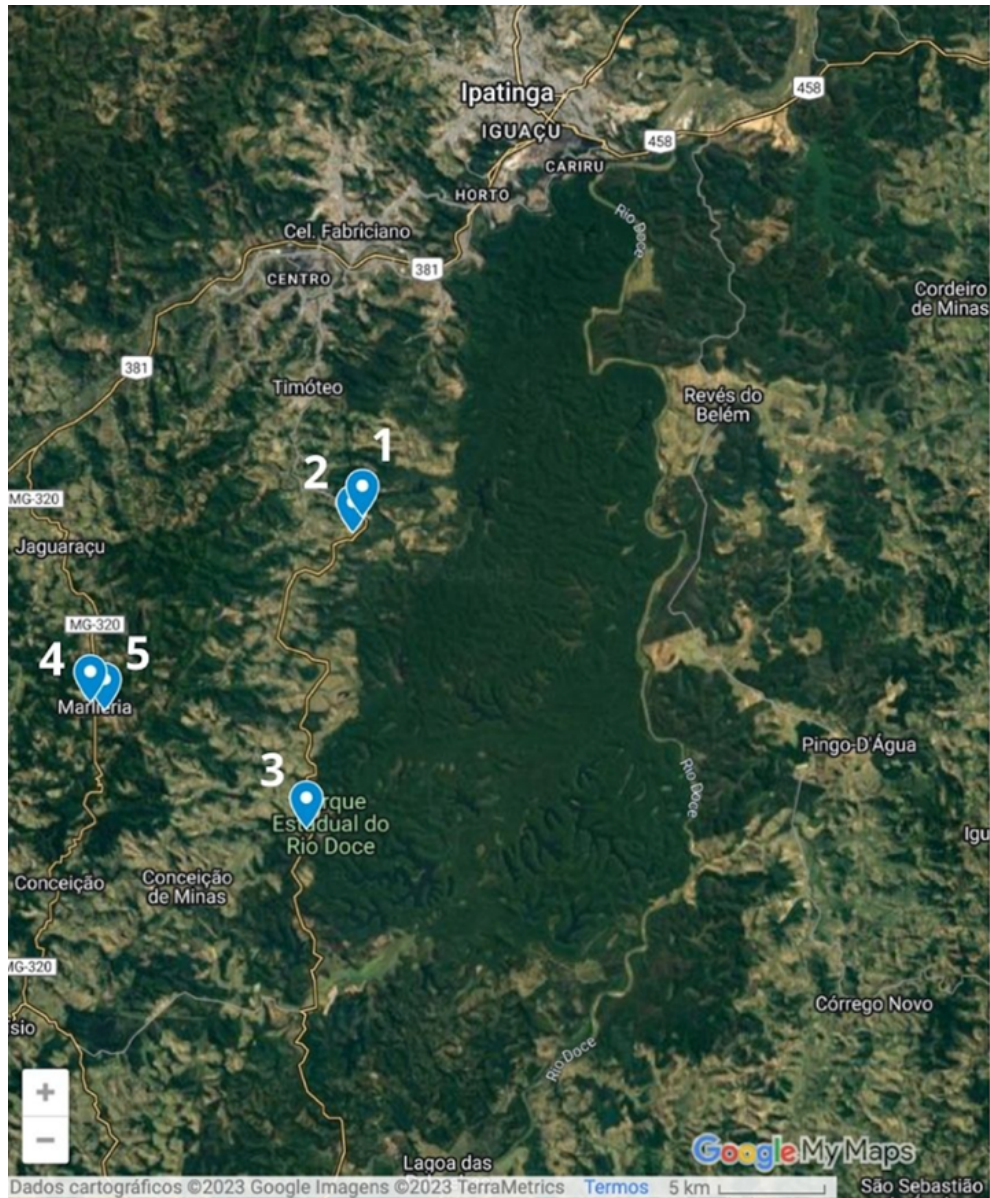 Ipatinga
IGUAÇU
458
458
CARIRU
HORTO
Rio Doce
Cel. Fabriciano
381
CENTRO
Cordeiro
de Minas
381
Timóteo
Revés do
Belém
1
2
MG-320
Jaguaraçu
MG-320
4
5
Marliéria
3
Pingo-D'Água
Rio Doce
Parque
Estadual do
Rio Doce
Igu
Conceição
Conceição
de Minas
MG-320
sio
Córrego Novo
Rio Doce
+
−
Google My Maps
Lagoa das
Dados cartográficos ©2023 Google Imagens ©2023 TerraMetrics Termos 5 km
São Sebastião